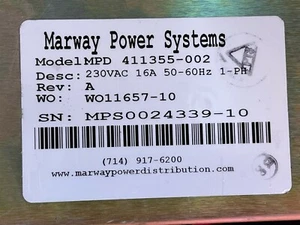 Marway Power Systems
Model MPD 411355-002
Desc: 230VAC 16A 50-60Hz 1-PH
Rev: A
WO: WO11657-10
SN: MPS0024339-10
(714) 917-6200
www.marwaypowerdistribution.com